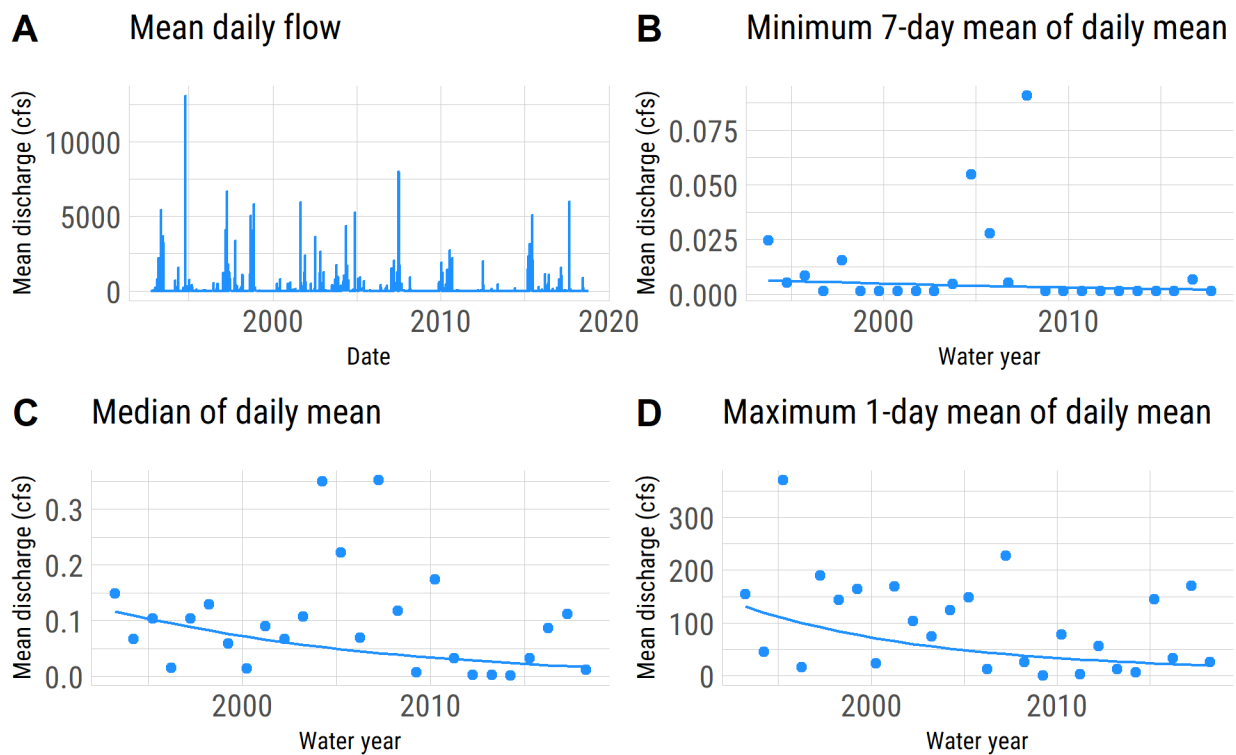 A Mean daily flow
Mean discharge (cfs)
10000
5000
0
2000 2010 2020
Date
B Minimum 7-day mean of daily mean
Mean discharge (cfs)
0.075
0.050
0.025
0.000
2000 2010
Water year
C Median of daily mean
Mean discharge (cfs)
0.3
0.2
0.1
0.0
2000 2010
Water year
D Maximum 1-day mean of daily mean
Mean discharge (cfs)
300
200
100
0
2000 2010
Water year